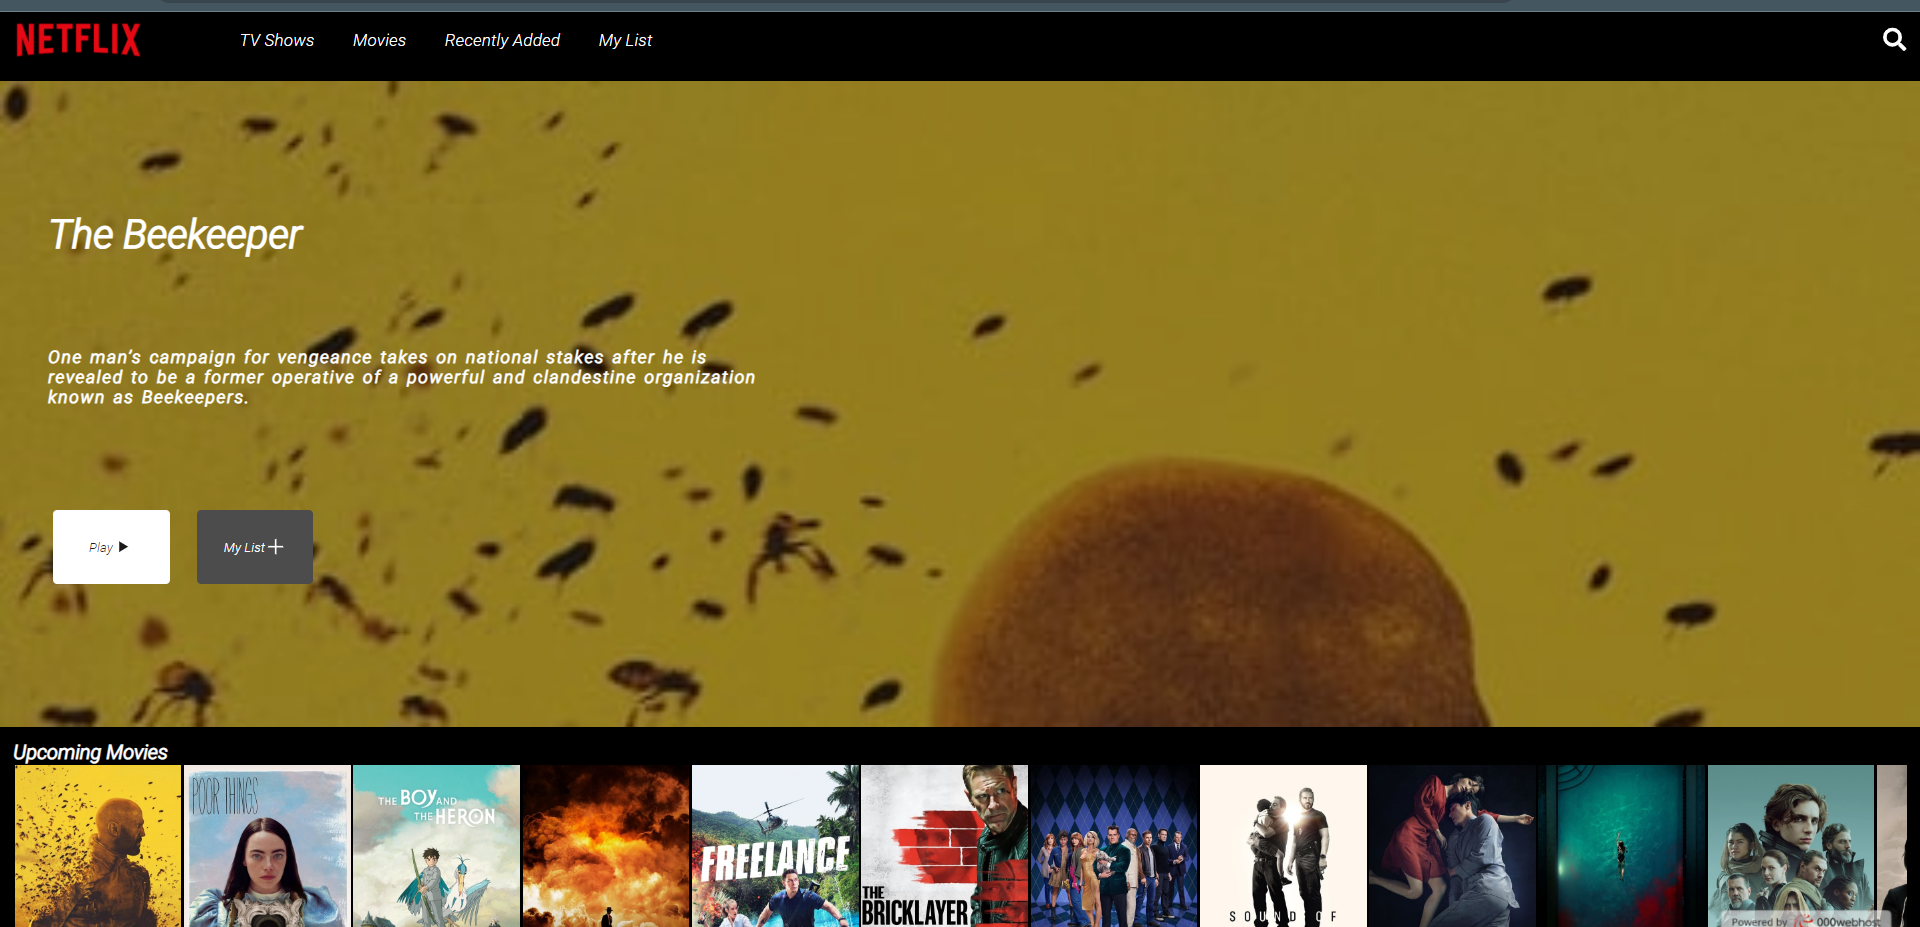 NETFLIX
TV Shows
Movies
Recently Added
My List
The Beekeeper
One man's campaign for vengeance takes on national stakes after he is
revealed to be a former operative of a powerful and clandestine organization
known as Beekeepers.
Play
My List
Upcoming Movies
POOR THINGS
THE BOY AND
THE HERON
FREELANCE
THE
BRICKLAYER
SOUND OF
Powered by 000webhost